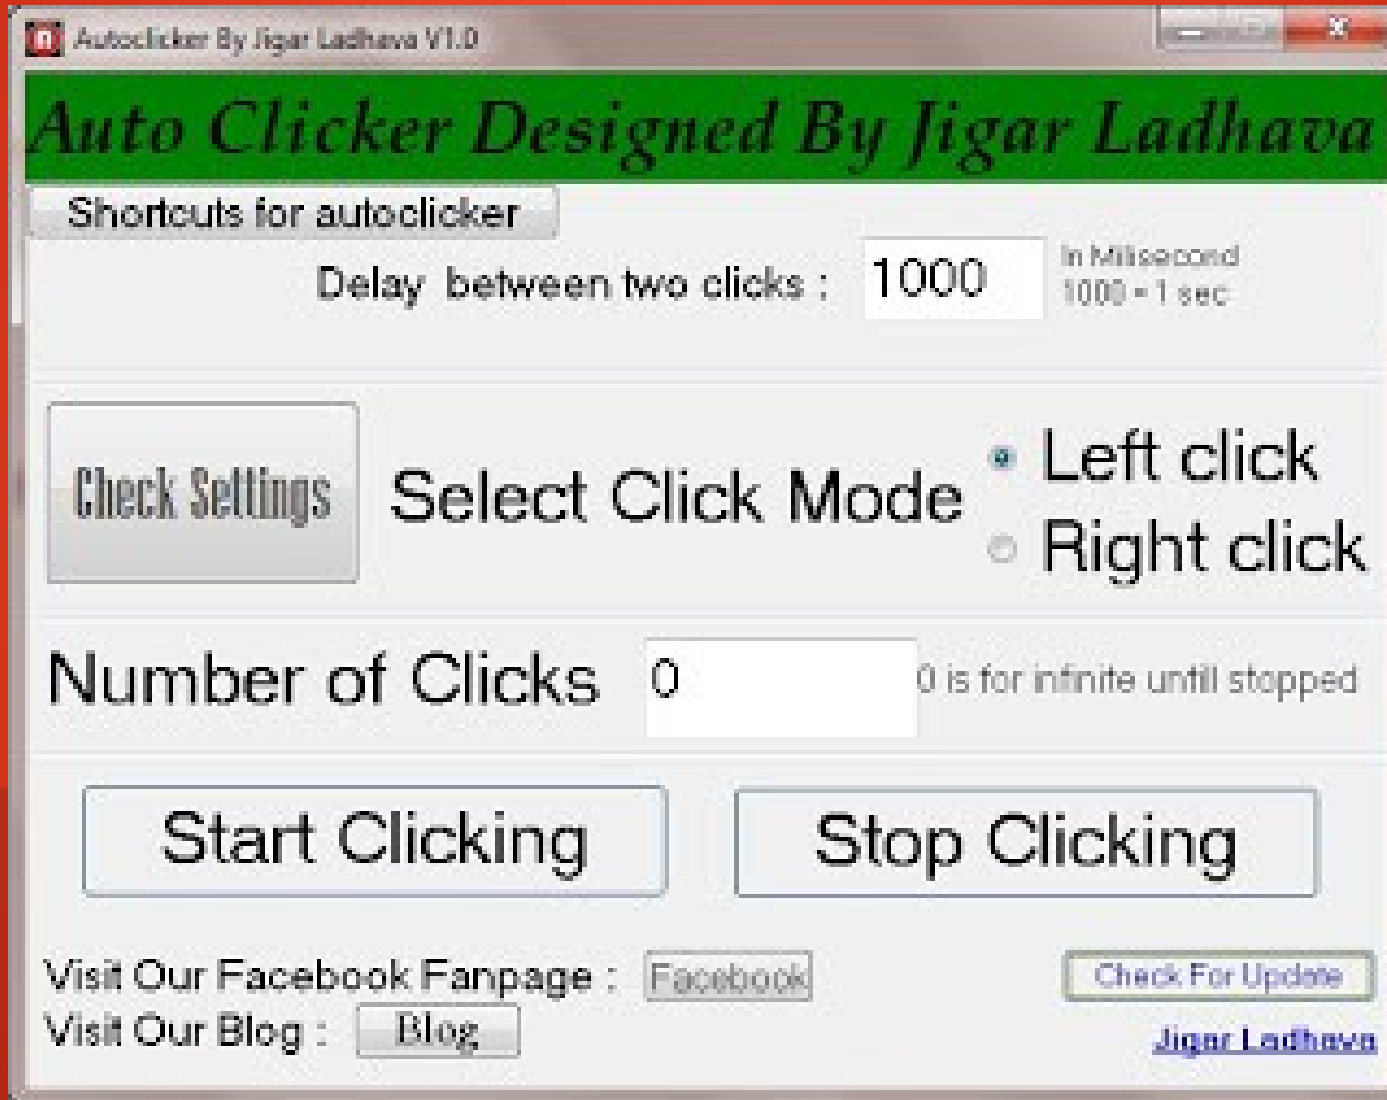 Autoclicker By Jigar Ladhava V1.0
Auto Clicker Designed By Jigar Ladhava
Shortcuts for autoclicker
Delay between two clicks : 1000 In Milisecond
1000 = 1 sec
Check Settings Select Click Mode Left click
Right click
Number of Clicks 0 0 is for infinite untill stopped
Start Clicking Stop Clicking
Visit Our Facebook Fanpage : Facebook Check For Update
Visit Our Blog : Blog Jigar Ladhava